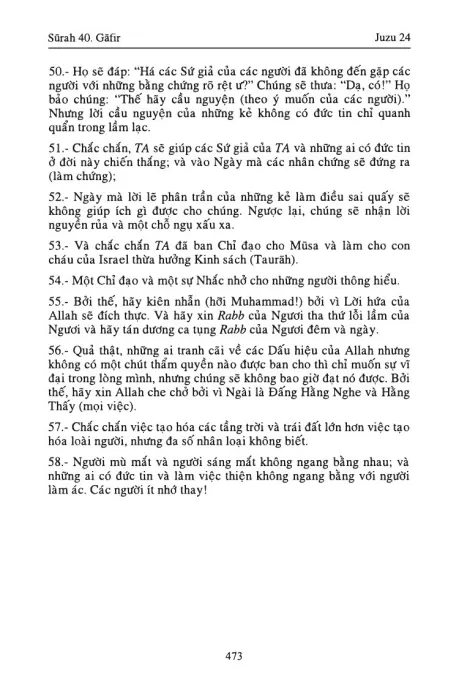 Sūrah 40. Gāfir Juzu 24
50.- Họ sẽ đáp: “Há các Sứ giả của các người đã không đến gặp các
người với những bằng chứng rõ rệt ư?” Chúng sẽ thưa: “Dạ, có!” Họ
bảo chúng: “Thế hãy cầu nguyện (theo ý muốn của các người).”
Nhưng lời cầu nguyện của những kẻ không có đức tin chỉ quanh
quẩn trong lầm lạc.
51.- Chắc chắn, TA sẽ giúp các Sứ giả của TA và những ai có đức tin
ở đời này chiến thắng; và vào Ngày mà các nhân chứng sẽ đứng ra
(làm chứng);
52.- Ngày mà lời lẽ phân trần của những kẻ làm điều sai quấy sẽ
không giúp ích gì được cho chúng. Ngược lại, chúng sẽ nhận lời
nguyền rủa và một chỗ ngụ xấu xa.
53.- Và chắc chắn TA đã ban Chỉ đạo cho Mūsa và làm cho con
cháu của Israel thừa hưởng Kinh sách (Taurāh).
54.- Một Chỉ đạo và một sự Nhắc nhở cho những người thông hiểu.
55.- Bởi thế, hãy kiên nhẫn (hỡi Muhammad!) bởi vì Lời hứa của
Allah sẽ đích thực. Và hãy xin Rabb của Ngươi tha thứ lỗi lầm của
Ngươi và hãy tán dương ca tụng Rabb của Ngươi đêm và ngày.
56.- Quả thật, những ai tranh cãi về các Dấu hiệu của Allah nhưng
không có một chút thẩm quyền nào được ban cho thì chỉ muốn sự vĩ
đại trong lòng mình, nhưng chúng sẽ không bao giờ đạt nó được. Bởi
thế, hãy xin Allah che chở bởi vì Ngài là Đấng Hằng Nghe và Hằng
Thấy (mọi việc).
57.- Chắc chắn việc tạo hóa các tầng trời và trái đất lớn hơn việc tạo
hóa loài người, nhưng đa số nhân loại không biết.
58.- Người mù mắt và người sáng mắt không ngang bằng nhau; và
những ai có đức tin và làm việc thiện không ngang bằng với người
làm ác. Các người ít nhớ thay!
473